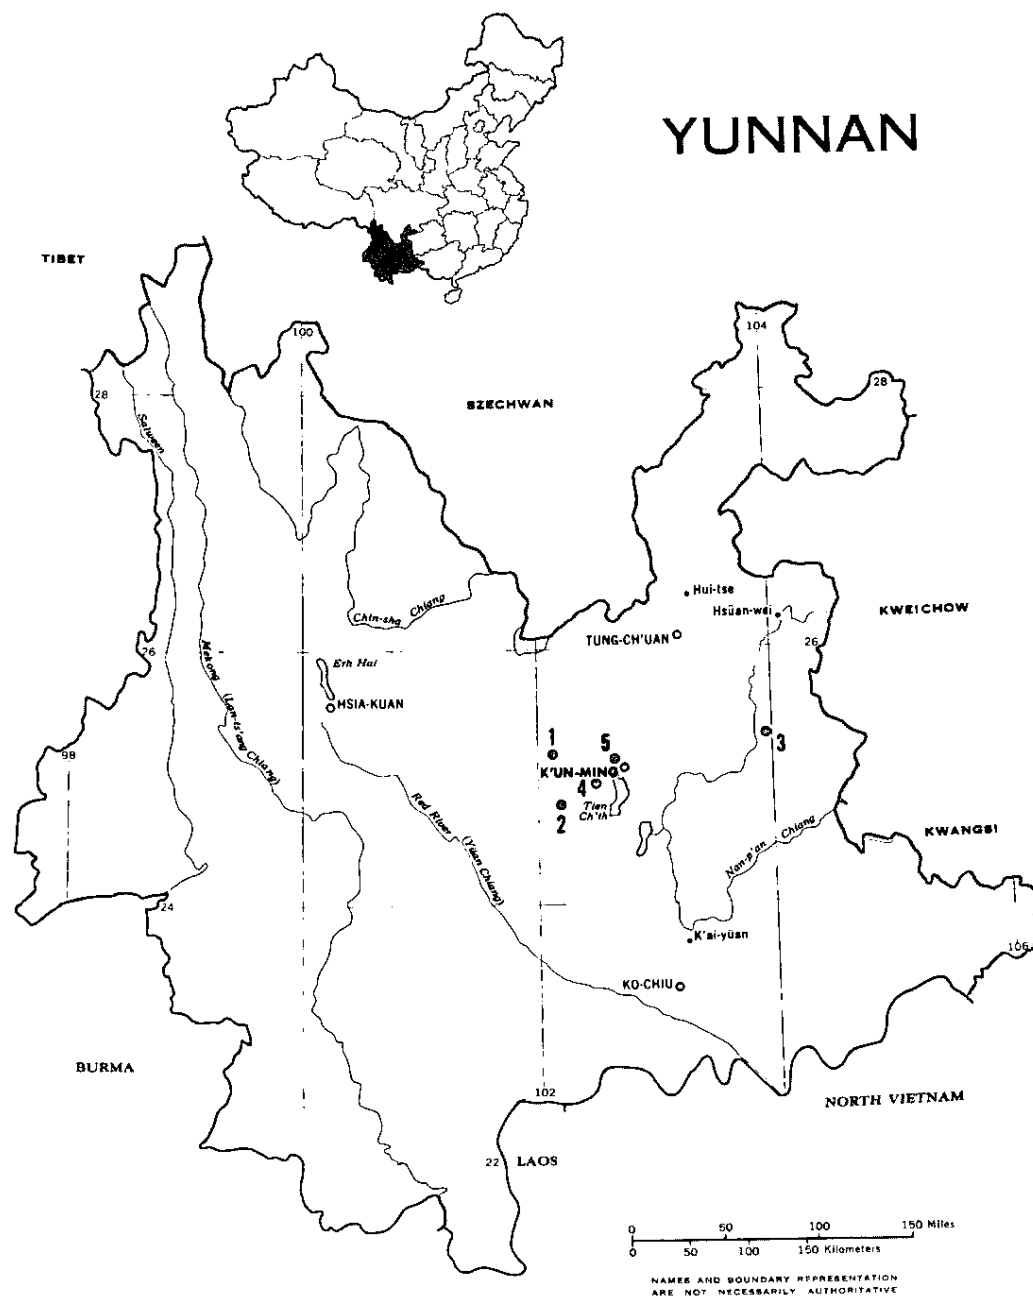 YUNNAN
TIBET
100
104
28
28
SZECHWAN
Salween
Hui-tse
Hsüan-wei
KWEICHOW
Chin-sha Chiang
TUNG-CH'UAN
26
26
Erh Hai
Mekong (Lan-ts'ang Chiang)
HSIA-KUAN
98
1
5
3
K'UN-MING
4
2
Tien
Ch'ih
Red River (Yüan Chiang)
Nan-p'an Chiang
KWANGSI
24
K'ai-yüan
106
KO-CHIU
BURMA
102
NORTH VIETNAM
22
LAOS
0 50 100 150 Miles
0 50 100 150 Kilometers
NAMES AND BOUNDARY REPRESENTATION
ARE NOT NECESSARILY AUTHORITATIVE